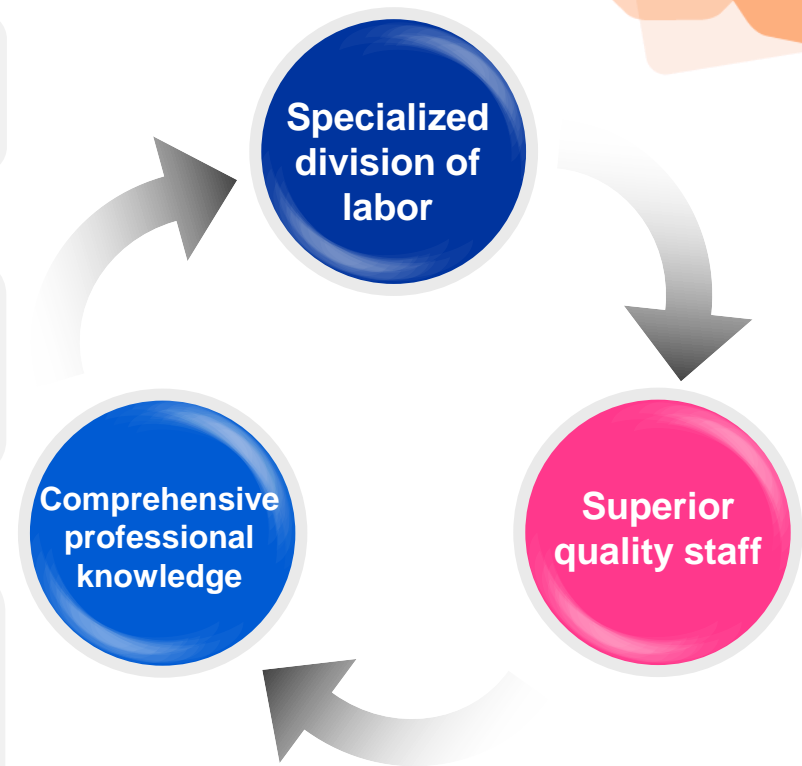 Specialized
division of
labor
Superior
quality staff
Comprehensive
professional
knowledge